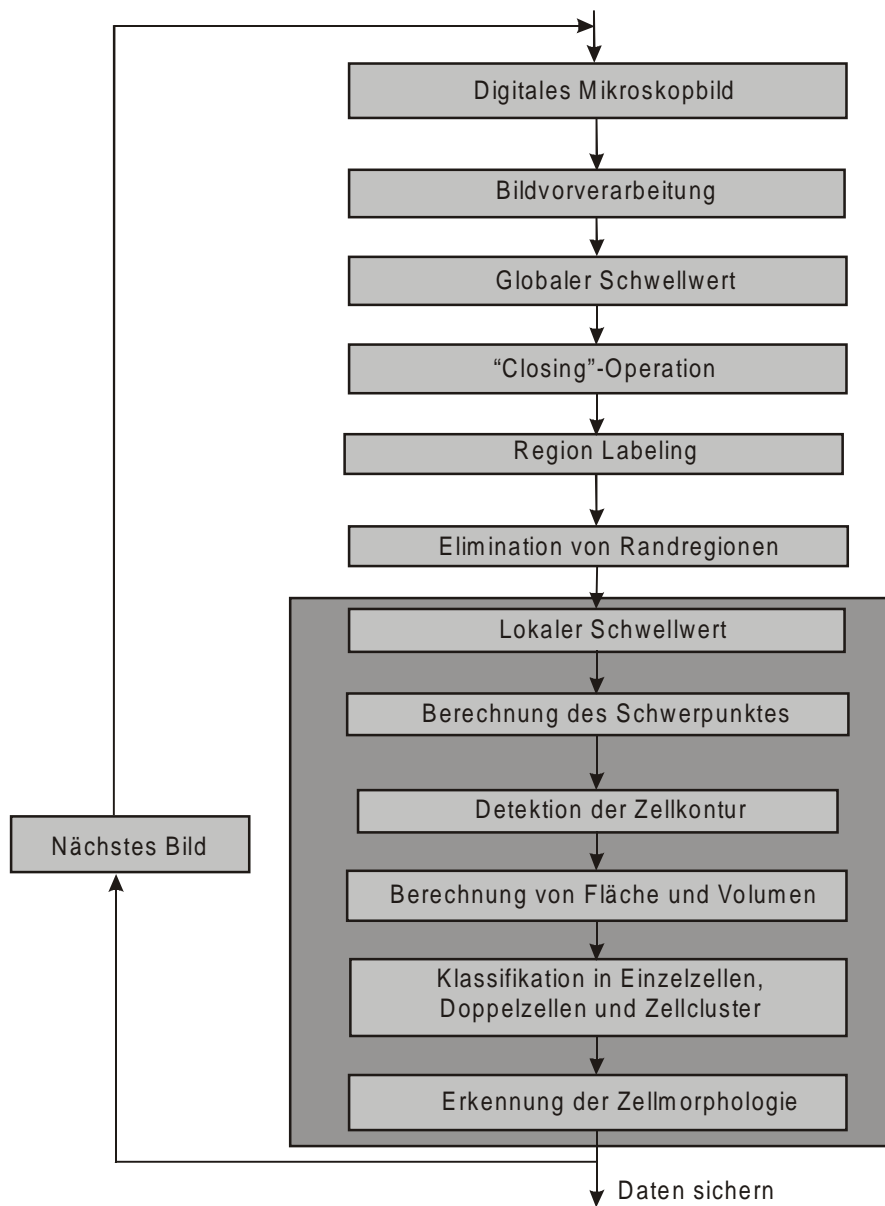 Digitales Mikroskopbild
Bildvorverarbeitung
Globaler Schwellwert
“Closing”-Operation
Region Labeling
Elimination von Randregionen
Lokaler Schwellwert
Berechnung des Schwerpunktes
Detektion der Zellkontur
Nächstes Bild
Berechnung von Fläche und Volumen
Klassifikation in Einzelzellen,
Doppelzellen und Zellcluster
Erkennung der Zellmorphologie
Daten sichern